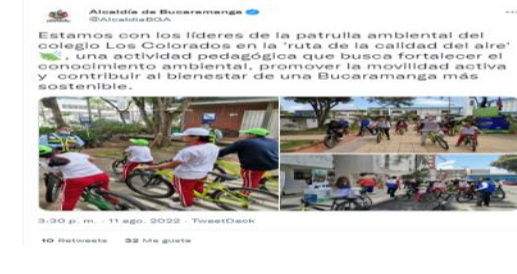 Alcaldía de Bucaramanga
@AlcaldiaBGA
Estamos con los líderes de la patrulla ambiental del
colegio Los Colorados en la 'ruta de la calidad del aire'
, una actividad pedagógica que busca fortalecer el
conocimiento ambiental, promover la movilidad activa
y contribuir al bienestar de una Bucaramanga más
sostenible.
3:30 p. m. · 11 ago. 2022 · TweetDeck
10 Retweets 32 Me gusta